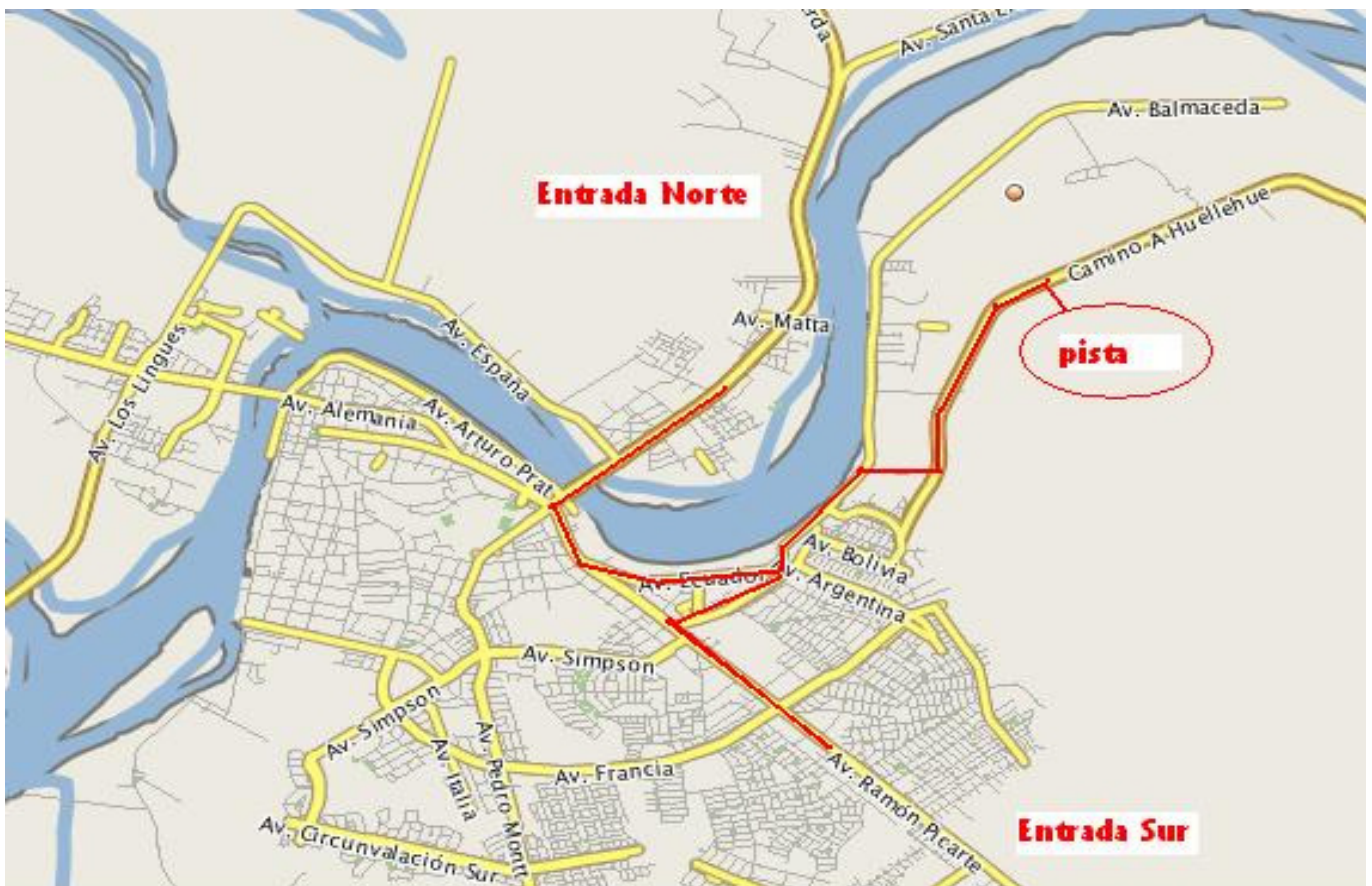 Av. Santa E
Av. Balmaceda
Entrada Norte
Camino A Huellehue
Av. Matta
pista
Av. España
Av. Los Lingues
Av. Alemania
Av. Arturo Prat
Av. Bolivia
Av. Ecuador
Av. Argentina
Av. Simpson
Av. Simpson
Av. Italia
Av. Pedro Montt
Av. Francia
Av. Ramón Picarte
Av. Circunvalación Sur
Entrada Sur